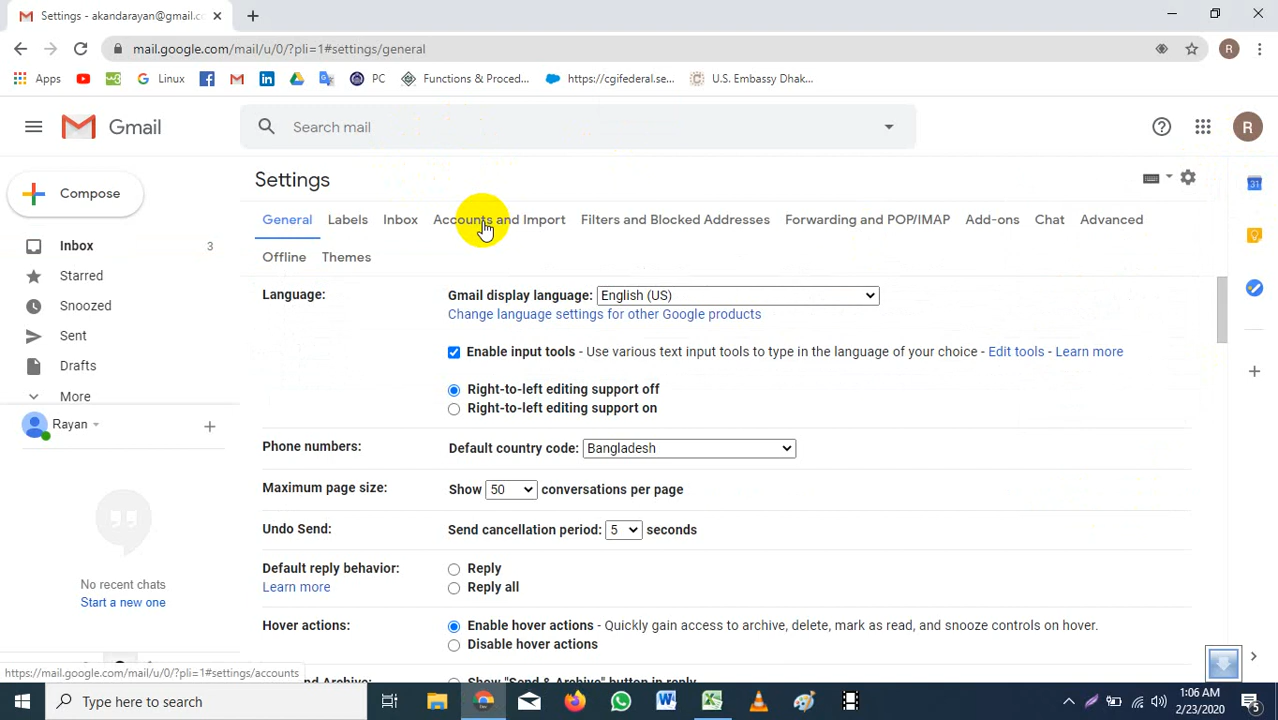 Settings - akandarayan@gmail.co
mail.google.com/mail/u/0/?pli=1#settings/general
R
Apps
Linux
PC
Functions & Proced...
https://cgifederal.se...
U.S. Embassy Dhak...
Gmail
Search mail
R
Compose
Settings
31
General
Labels
Inbox
Accounts and Import
Filters and Blocked Addresses
Forwarding and POP/IMAP
Add-ons
Chat
Advanced
Offline
Themes
Inbox
3
Starred
Snoozed
Sent
Drafts
More
Rayan
No recent chats
Start a new one
Language:
Gmail display language: English (US)
Change language settings for other Google products
Enable input tools - Use various text input tools to type in the language of your choice - Edit tools - Learn more
Right-to-left editing support off
Right-to-left editing support on
Phone numbers:
Default country code: Bangladesh
Maximum page size:
Show 50 conversations per page
Undo Send:
Send cancellation period: 5 seconds
Default reply behavior:
Learn more
Reply
Reply all
Hover actions:
Enable hover actions - Quickly gain access to archive, delete, mark as read, and snooze controls on hover.
Disable hover actions
Show "Send & Archive" button in reply
https://mail.google.com/mail/u/0/?pli=1#settings/accounts
Type here to search
1:06 AM
2/23/2020
5